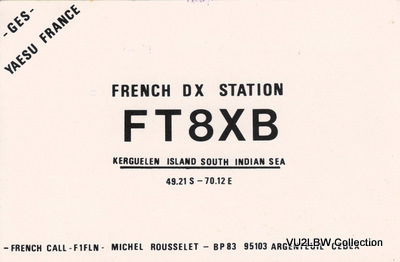 -GES-
YAESU FRANCE
FRENCH DX STATION
FT8XB
KERGUELEN ISLAND SOUTH INDIAN SEA
49.21 S – 70.12 E
– FRENCH CALL - F1FLN - MICHEL ROUSSELET – BP 83 95103 ARGENTEUIL CEDEX
VU2LBW Collection